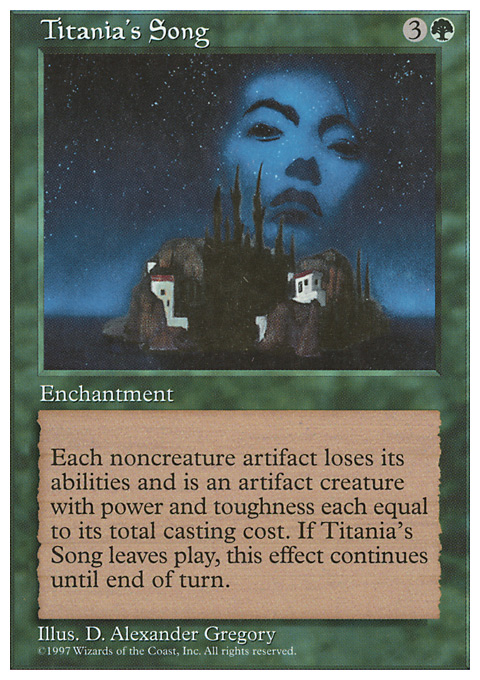 Titania's Song 3
Enchantment
Each noncreature artifact loses its
abilities and is an artifact creature
with power and toughness each equal
to its total casting cost. If Titania's
Song leaves play, this effect continues
until end of turn.
Illus. D. Alexander Gregory
©1997 Wizards of the Coast, Inc. All rights reserved.